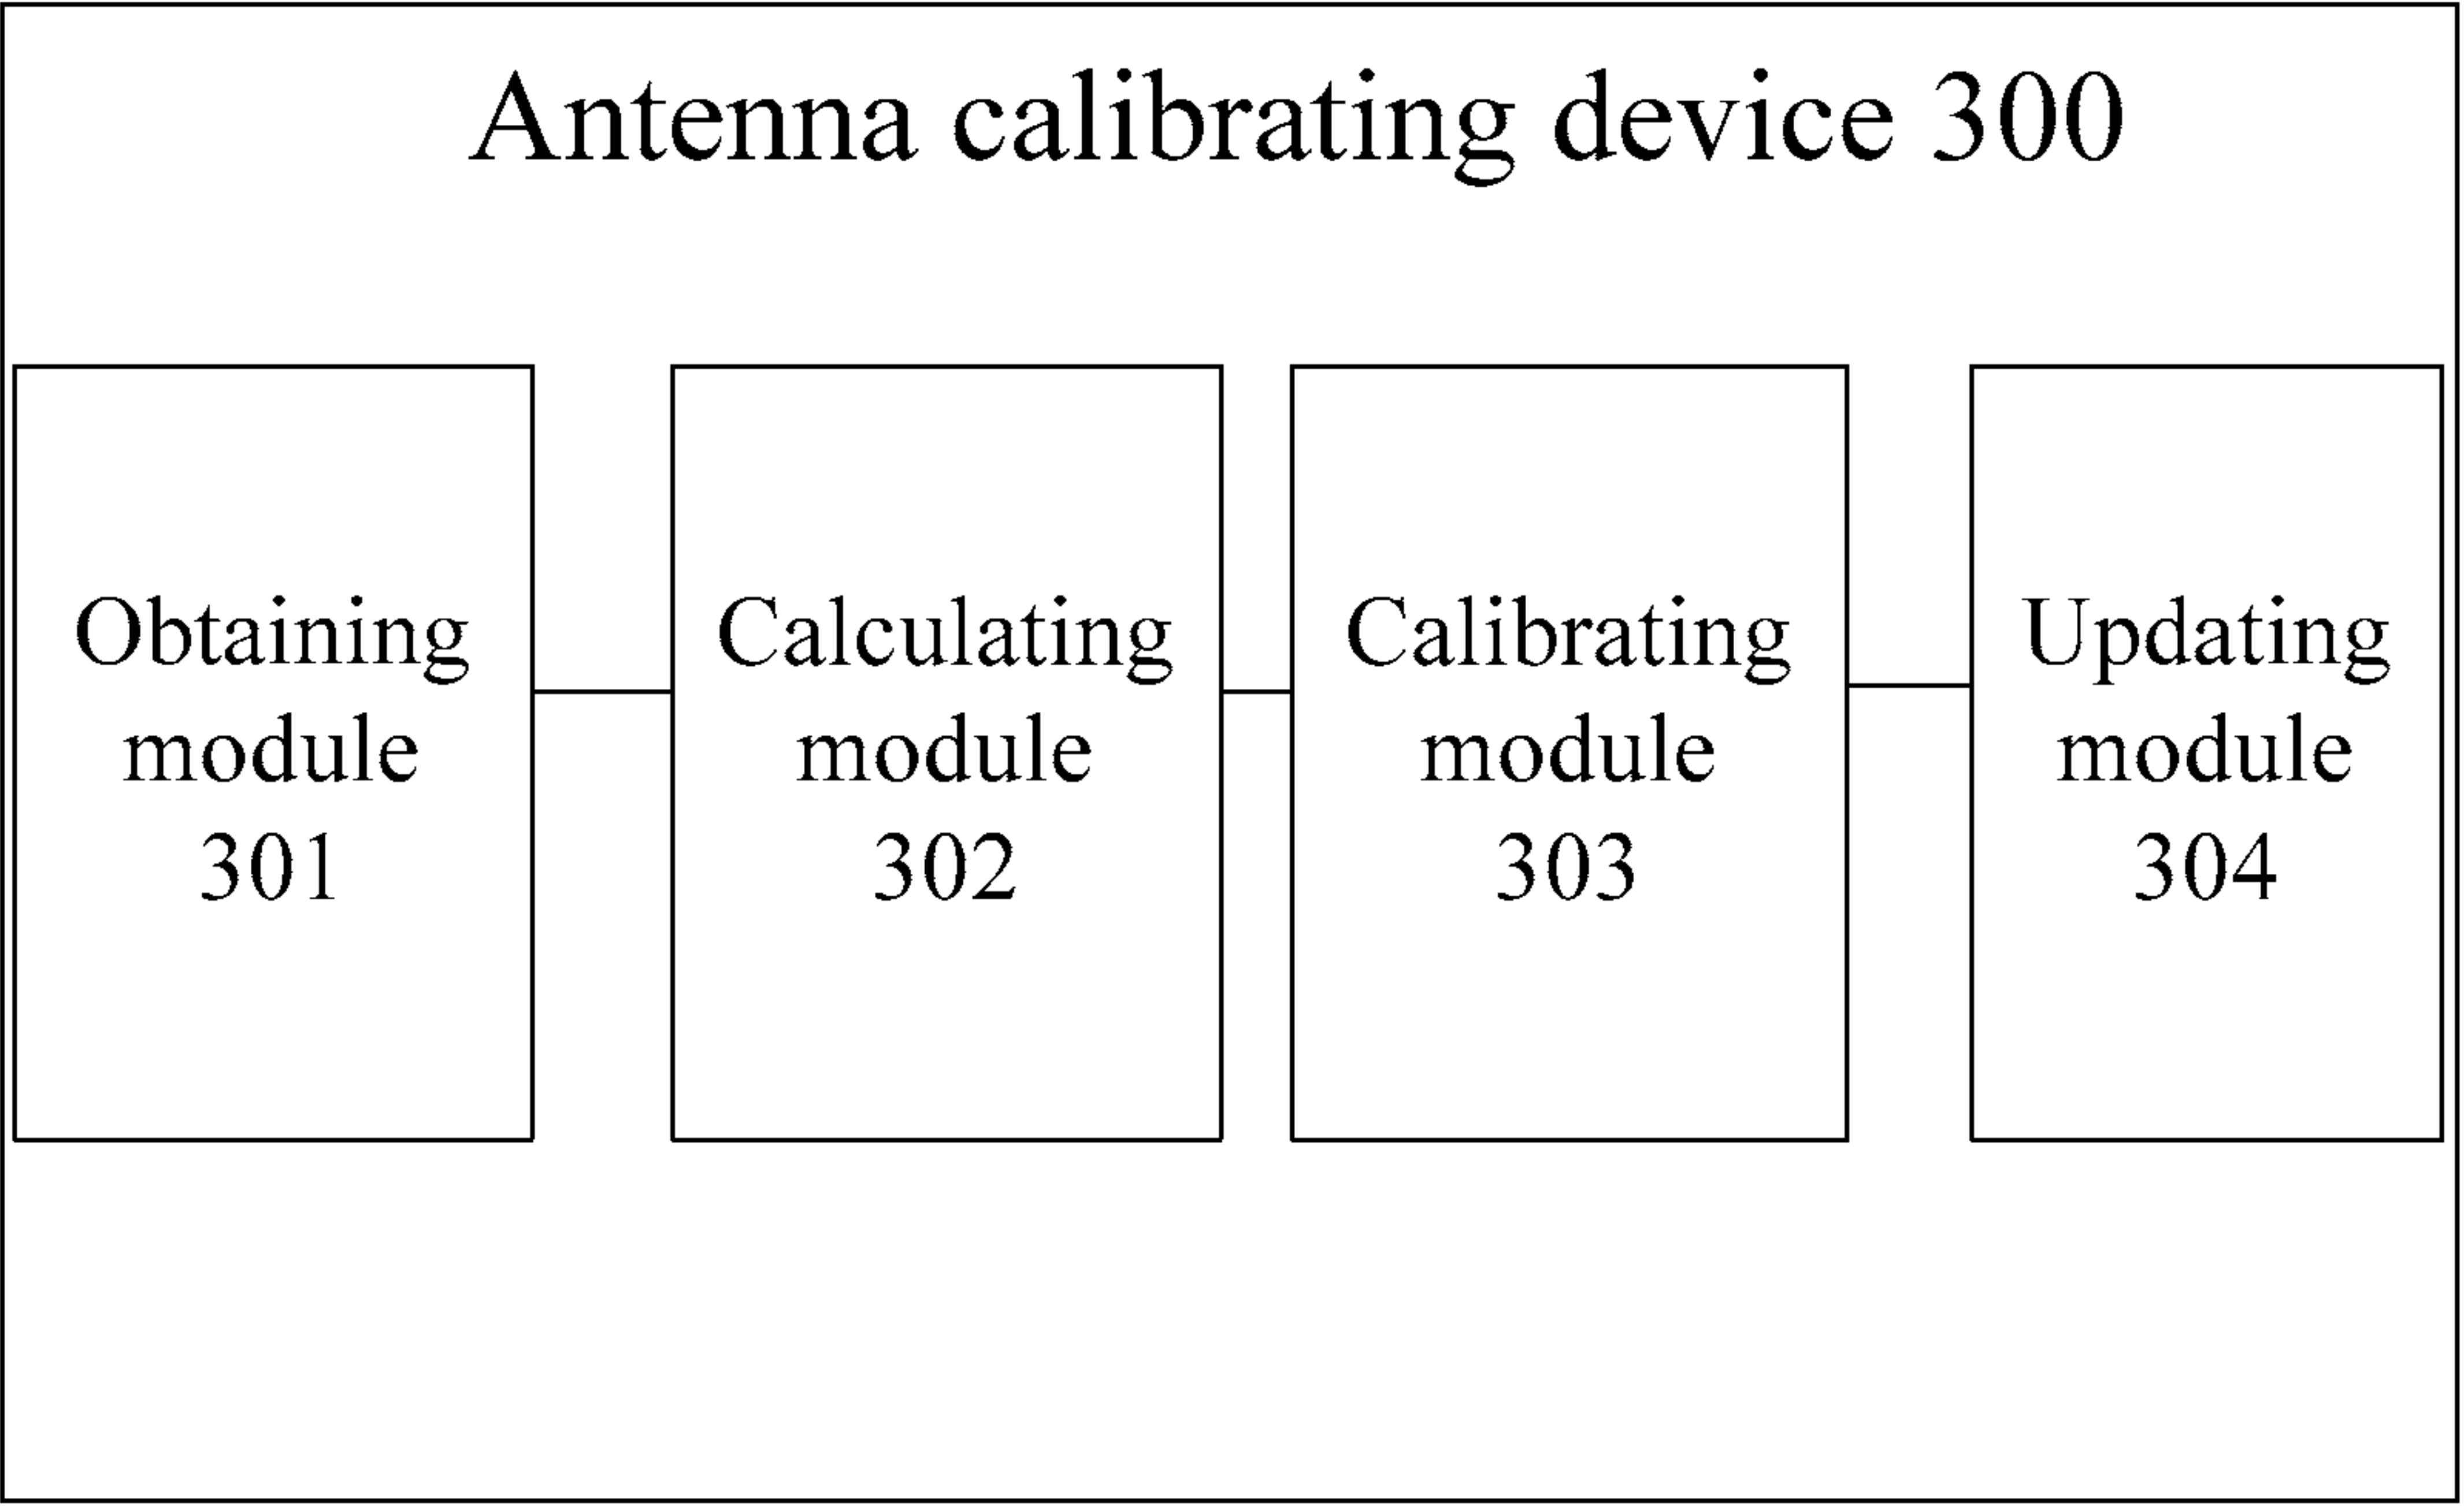 Antenna calibrating device 300
Obtaining
module
301
Calculating
module
302
Calibrating
module
303
Updating
module
304